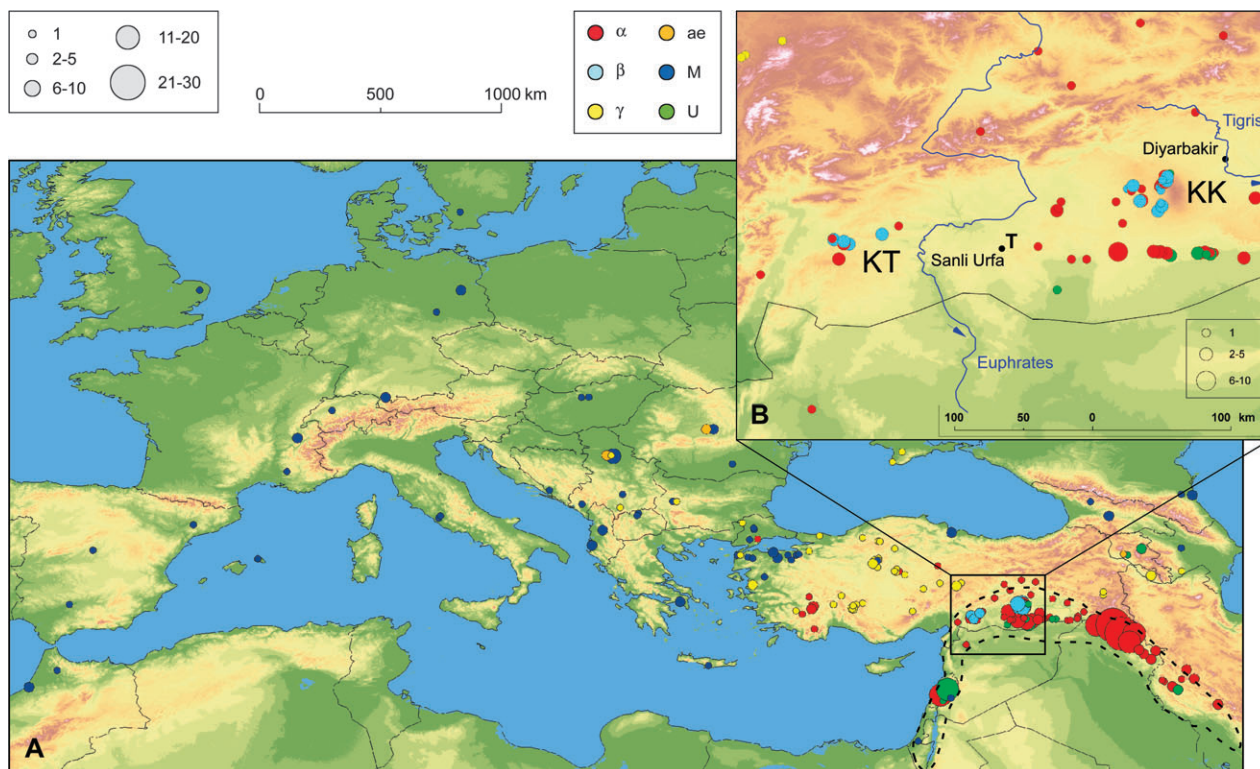 1
2-5
6-10
11-20
21-30
0 500 1000 km
α
β
γ
ae
M
U
A
Tigris
Diyarbakir
KK
KT
T
Sanli Urfa
Euphrates
1
2-5
6-10
B
100 50 0 100 km